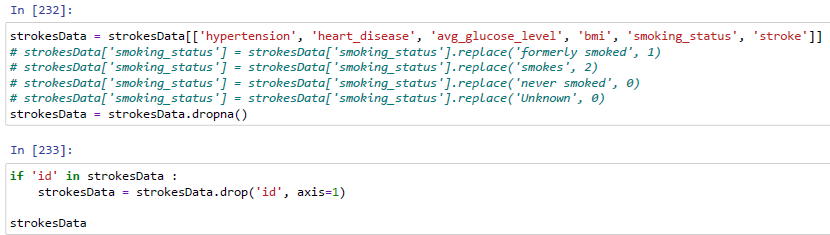 In [232]:
strokesData = strokesData[['hypertension', 'heart_disease', 'avg_glucose_level', 'bmi', 'smoking_status', 'stroke']]
# strokesData['smoking_status'] = strokesData['smoking_status'].replace('formerly smoked', 1)
# strokesData['smoking_status'] = strokesData['smoking_status'].replace('smokes', 2)
# strokesData['smoking_status'] = strokesData['smoking_status'].replace('never smoked', 0)
# strokesData['smoking_status'] = strokesData['smoking_status'].replace('Unknown', 0)
strokesData = strokesData.dropna()
In [233]:
if 'id' in strokesData :
    strokesData = strokesData.drop('id', axis=1)
strokesData